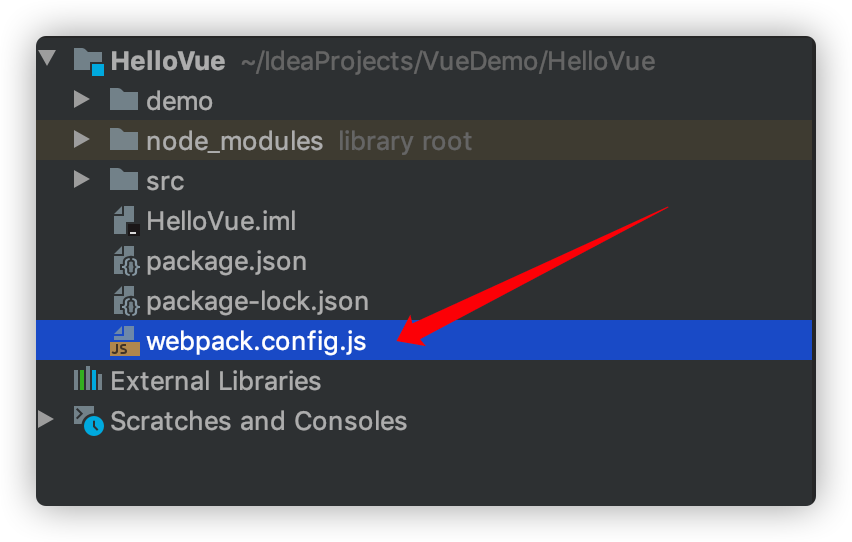 HelloVue ~/IdeaProjects/VueDemo/HelloVue
demo
node_modules library root
src
HelloVue.iml
package.json
package-lock.json
JS webpack.config.js
External Libraries
Scratches and Consoles